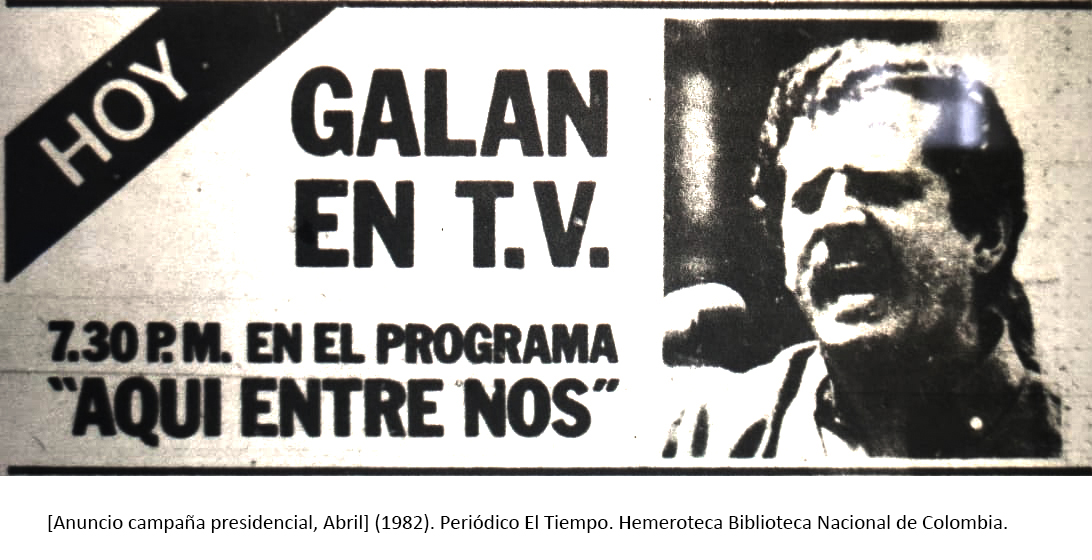 HOY
GALAN
EN T.V.
7.30 P.M. EN EL PROGRAMA
"AQUI ENTRE NOS"
[Anuncio campaña presidencial, Abril] (1982). Periódico El Tiempo. Hemeroteca Biblioteca Nacional de Colombia.